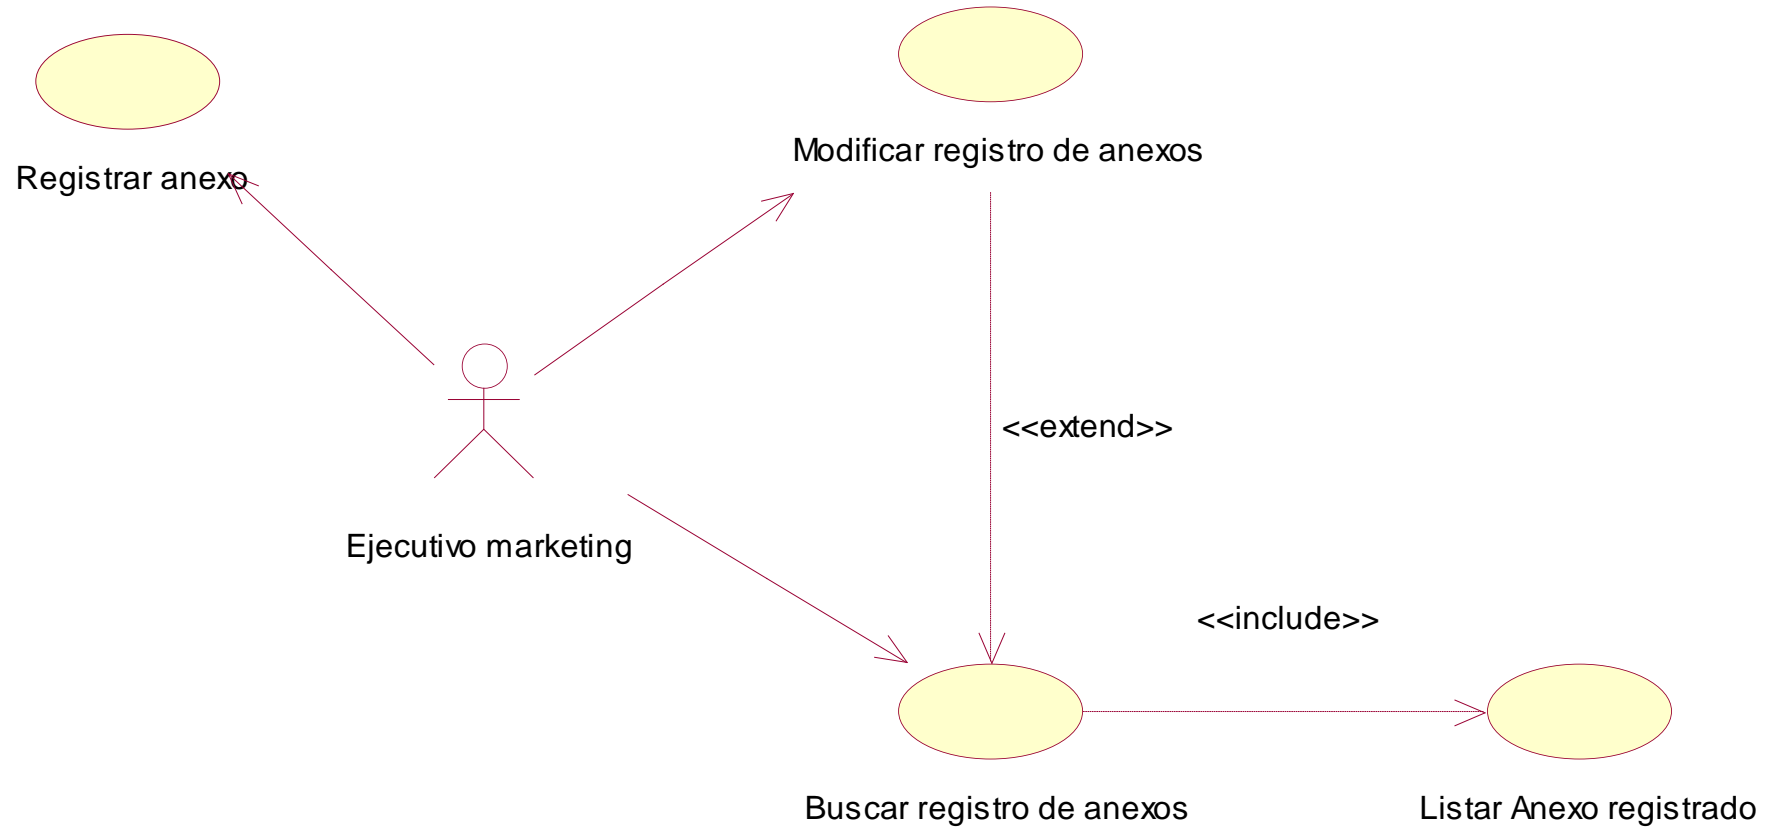 Modificar registro de anexos
Registrar anexo
<<extend>>
Ejecutivo marketing
<<include>>
Buscar registro de anexos
Listar Anexo registrado